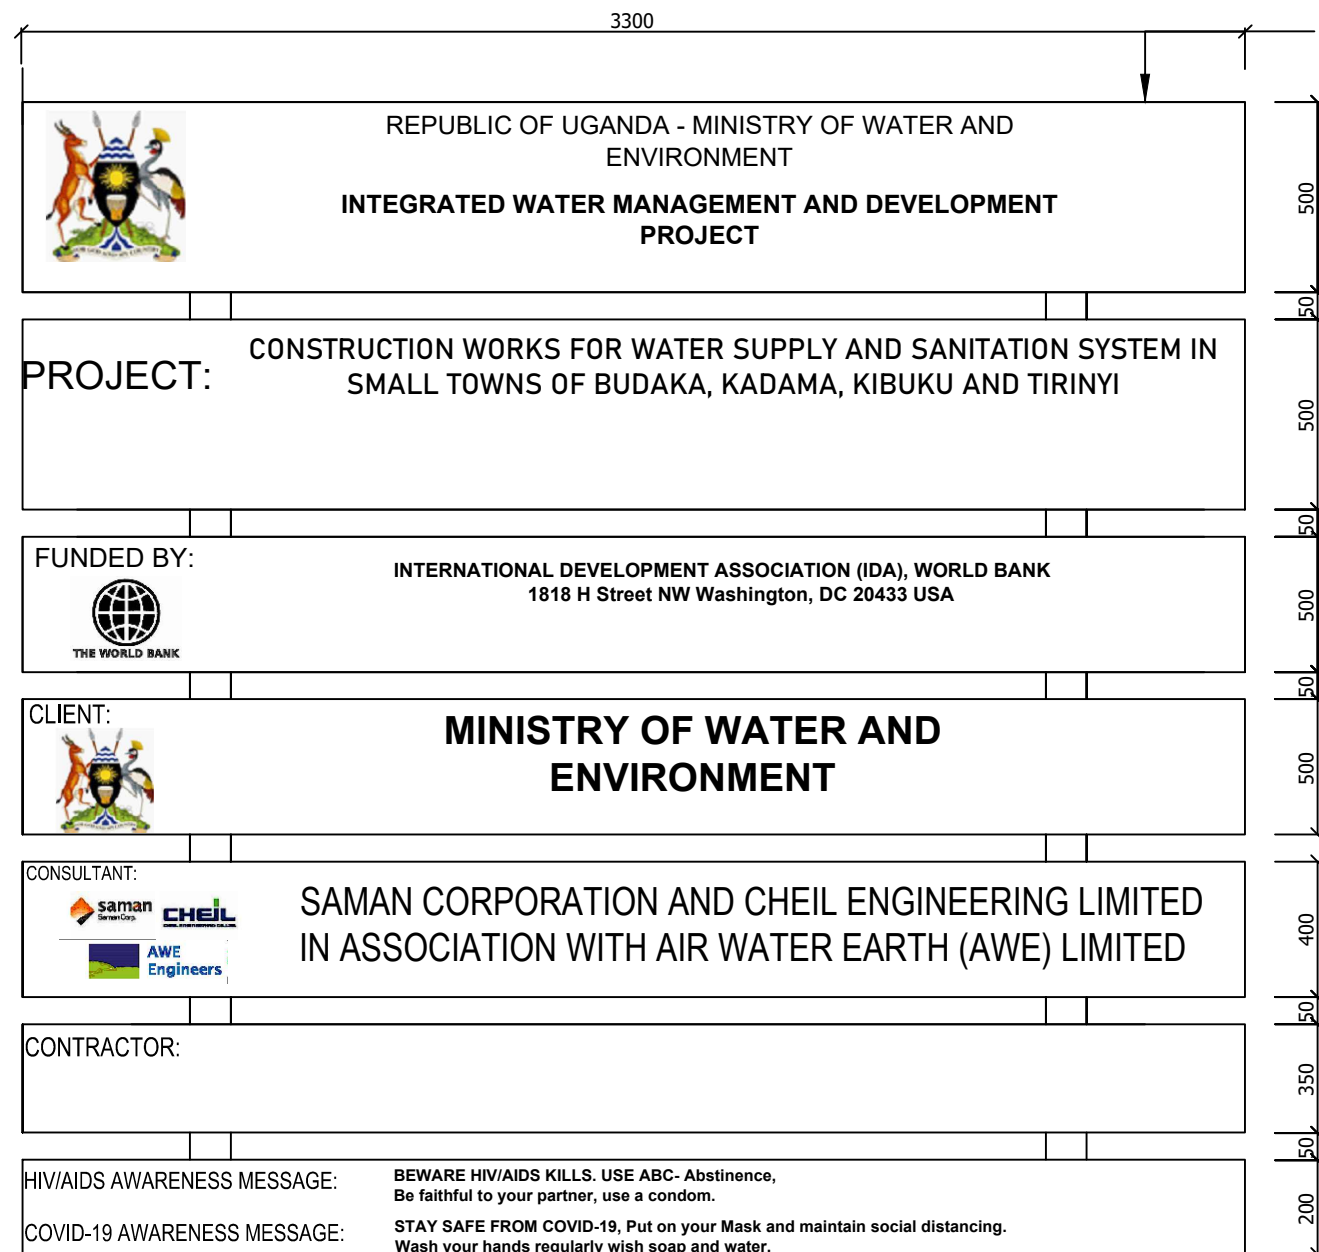 3300
REPUBLIC OF UGANDA - MINISTRY OF WATER AND
ENVIRONMENT
INTEGRATED WATER MANAGEMENT AND DEVELOPMENT
PROJECT
500
50
PROJECT:
CONSTRUCTION WORKS FOR WATER SUPPLY AND SANITATION SYSTEM IN
SMALL TOWNS OF BUDAKA, KADAMA, KIBUKU AND TIRINYI
500
50
FUNDED BY:
THE WORLD BANK
INTERNATIONAL DEVELOPMENT ASSOCIATION (IDA), WORLD BANK
1818 H Street NW Washington, DC 20433 USA
500
50
CLIENT:
MINISTRY OF WATER AND
ENVIRONMENT
500
CONSULTANT:
saman
Saman Corp.
CHEIL
AWE
Engineers
SAMAN CORPORATION AND CHEIL ENGINEERING LIMITED
IN ASSOCIATION WITH AIR WATER EARTH (AWE) LIMITED
400
50
CONTRACTOR:
350
50
HIV/AIDS AWARENESS MESSAGE:
BEWARE HIV/AIDS KILLS. USE ABC- Abstinence,
Be faithful to your partner, use a condom.
COVID-19 AWARENESS MESSAGE:
STAY SAFE FROM COVID-19, Put on your Mask and maintain social distancing.
Wash your hands regularly wish soap and water.
200